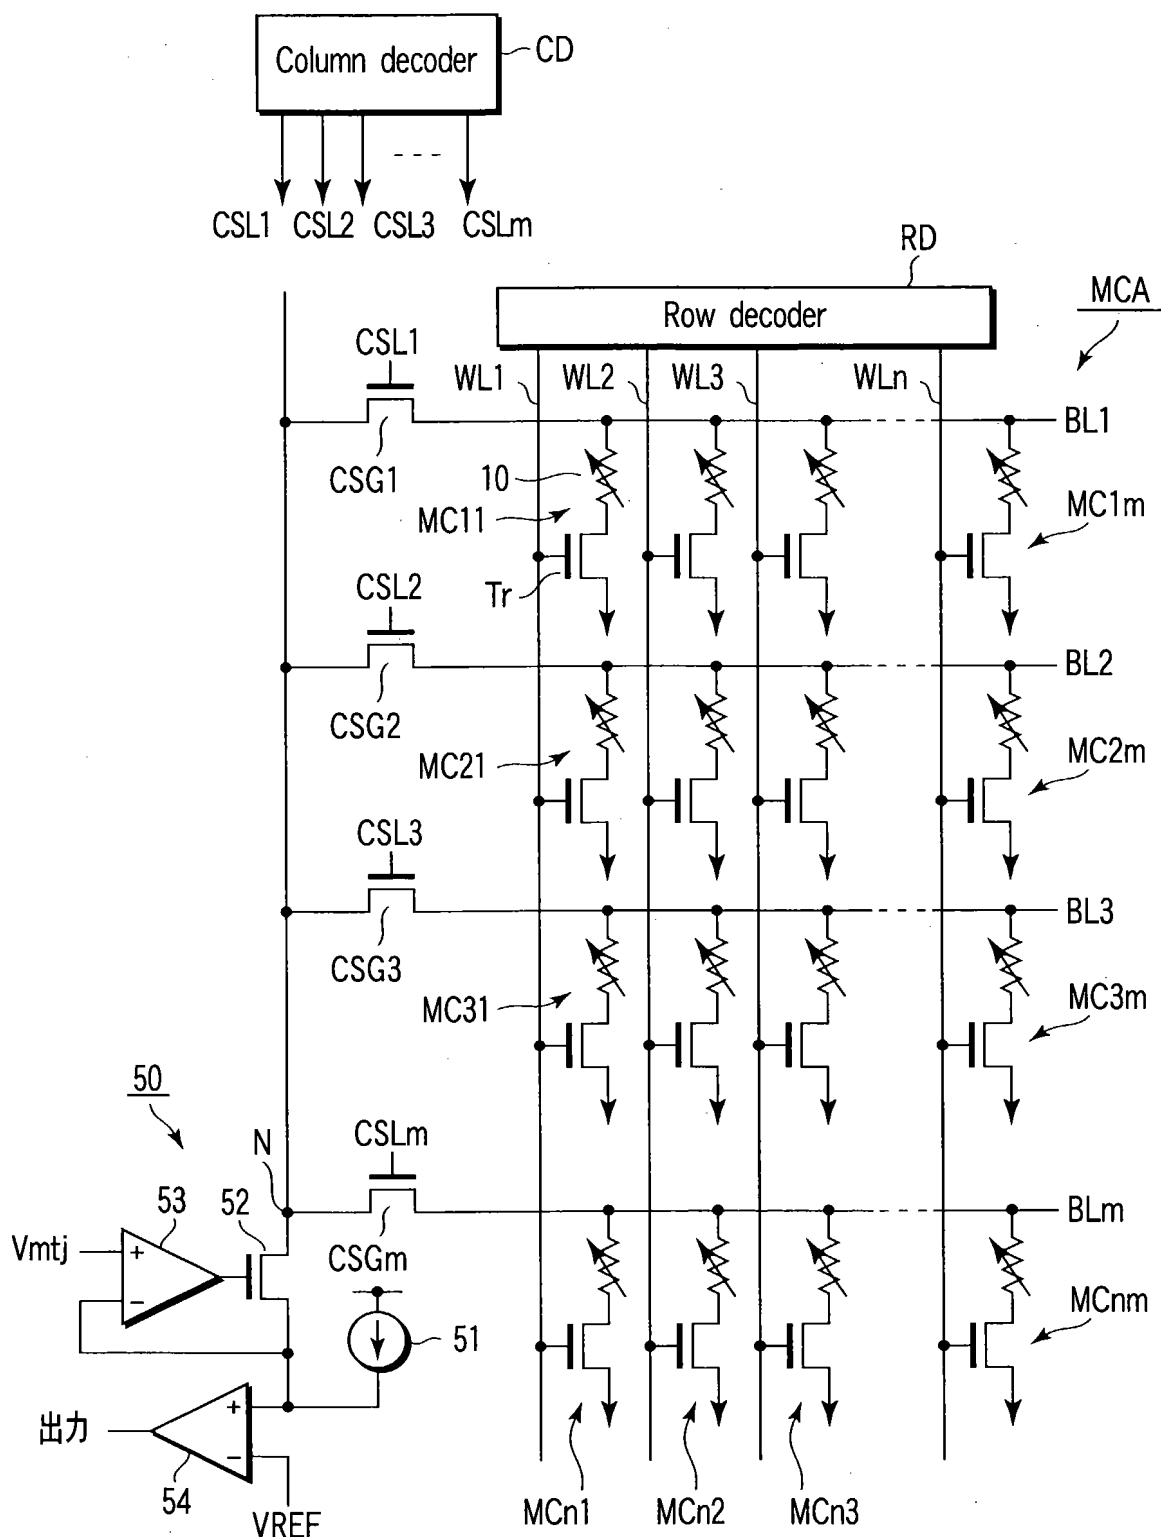 Column decoder
CD
CSL1 CSL2 CSL3 CSLm
RD
Row decoder
MCA
CSL1
WL1 WL2 WL3 WLn
BL1
CSG1
10
MC11
MC1m
Tr
CSL2
BL2
CSG2
MC21
MC2m
CSL3
BL3
CSG3
MC31
MC3m
50
N
CSLm
53 52
BLm
Vmtj
+
−
CSGm
MCnm
51
出力
+
−
54
VREF
MCn1 MCn2 MCn3